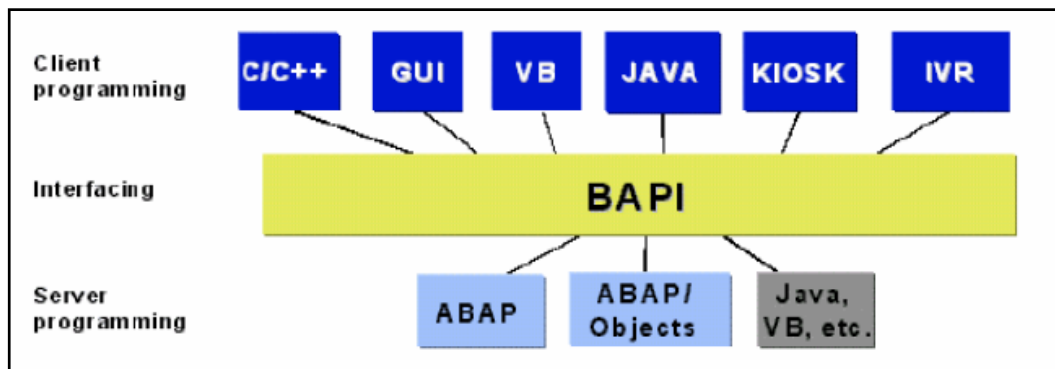 Client
programming
C/C++
GUI
VB
JAVA
KIOSK
IVR
Interfacing
BAPI
Server
programming
ABAP
ABAP/
Objects
Java,
VB, etc.